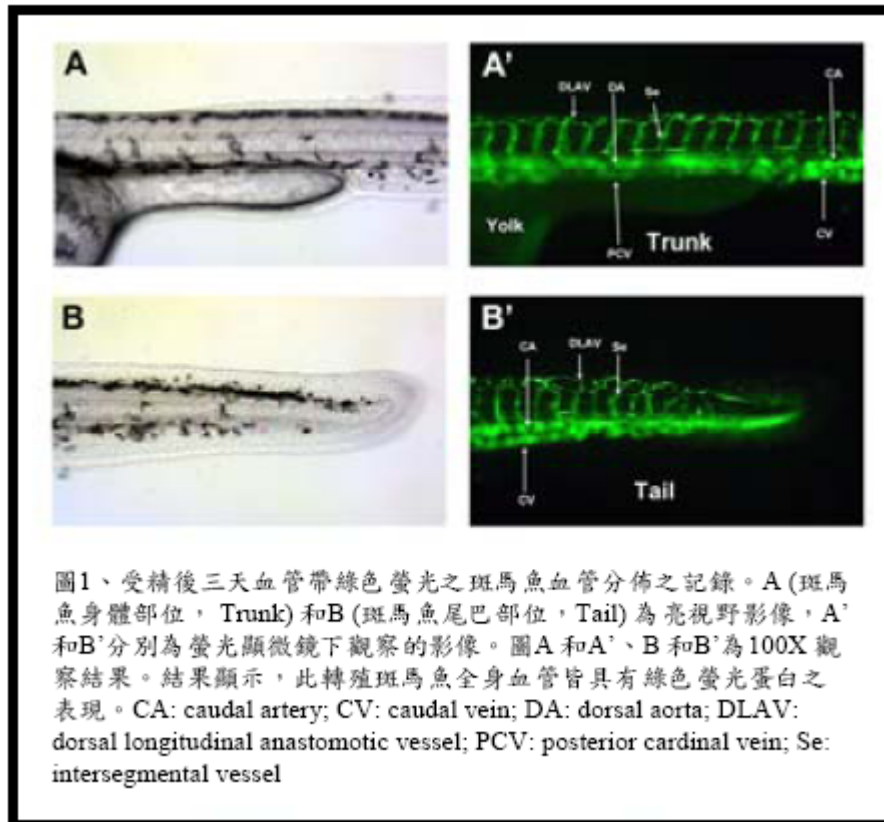 A
A'
DLAV
DA
Se
CA
Yolk
Trunk
PCV
CV
B
B'
CA
DLAV
Se
CV
Tail
圖1、受精後三天血管帶綠色螢光之斑馬魚血管分佈之記錄。A (斑馬
魚身體部位， Trunk) 和B (斑馬魚尾巴部位，Tail) 為亮視野影像，A’
和B’分別為螢光顯微鏡下觀察的影像。圖A 和A’、B 和B’為100X 觀
察結果。結果顯示，此轉殖斑馬魚全身血管皆具有綠色螢光蛋白之
表現。CA: caudal artery; CV: caudal vein; DA: dorsal aorta; DLAV:
dorsal longitudinal anastomotic vessel; PCV: posterior cardinal vein; Se:
intersegmental vessel